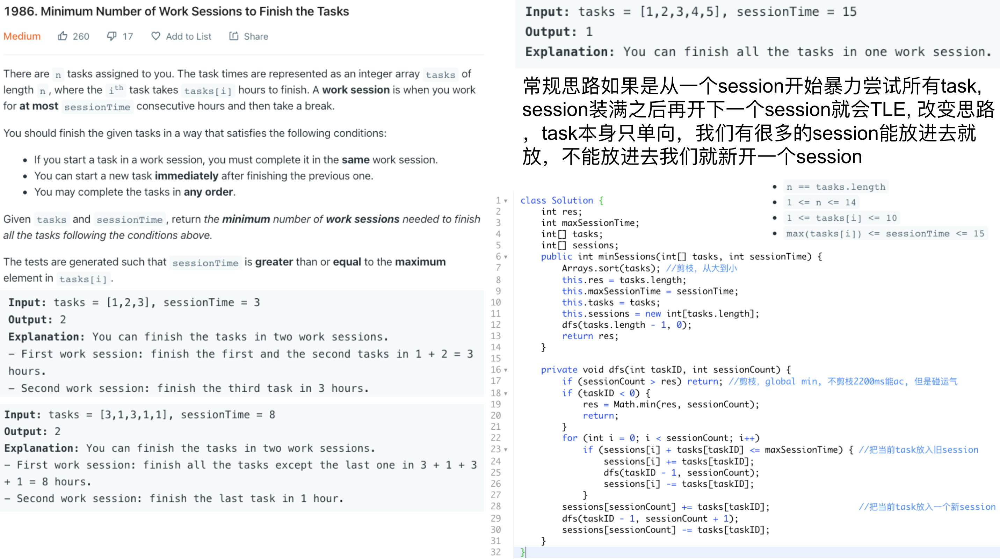 1986. Minimum Number of Work Sessions to Finish the Tasks
Medium 260 17 Add to List Share
There are n tasks assigned to you. The task times are represented as an integer array tasks of
length n, where the ith task takes tasks[i] hours to finish. A work session is when you work
for at most sessionTime consecutive hours and then take a break.
You should finish the given tasks in a way that satisfies the following conditions:
• If you start a task in a work session, you must complete it in the same work session.
• You can start a new task immediately after finishing the previous one.
• You may complete the tasks in any order.
Given tasks and sessionTime, return the minimum number of work sessions needed to finish
all the tasks following the conditions above.
The tests are generated such that sessionTime is greater than or equal to the maximum
element in tasks[i].
Input: tasks = [1,2,3], sessionTime = 3
Output: 2
Explanation: You can finish the tasks in two work sessions.
– First work session: finish the first and the second tasks in 1 + 2 = 3
hours.
– Second work session: finish the third task in 3 hours.
Input: tasks = [3,1,3,1,1], sessionTime = 8
Output: 2
Explanation: You can finish the tasks in two work sessions.
– First work session: finish all the tasks except the last one in 3 + 1 + 3
+ 1 = 8 hours.
– Second work session: finish the last task in 1 hour.
Input: tasks = [1,2,3,4,5], sessionTime = 15
Output: 1
Explanation: You can finish all the tasks in one work session.
常规思路如果是从一个session开始暴力尝试所有task,
session装满之后再开下一个session就会TLE, 改变思路
，task本身只单向，我们有很多的session能放进去就
放，不能放进去我们就新开一个session
• n == tasks.length
• 1 <= n <= 14
• 1 <= tasks[i] <= 10
• max(tasks[i]) <= sessionTime <= 15
1 class Solution {
2 int res;
3 int maxSessionTime;
4 int[] tasks;
5 int[] sessions;
6 public int minSessions(int[] tasks, int sessionTime) {
7 Arrays.sort(tasks); //剪枝，从大到小
8 this.res = tasks.length;
9 this.maxSessionTime = sessionTime;
10 this.tasks = tasks;
11 this.sessions = new int[tasks.length];
12 dfs(tasks.length - 1, 0);
13 return res;
14 }
15
16 private void dfs(int taskID, int sessionCount) {
17 if (sessionCount > res) return; //剪枝，global min, 不剪枝2200ms能ac, 但是碰运气
18 if (taskID < 0) {
19 res = Math.min(res, sessionCount);
20 return;
21 }
22 for (int i = 0; i < sessionCount; i++)
23 if (sessions[i] + tasks[taskID] <= maxSessionTime) { //把当前task放入旧session
24 sessions[i] += tasks[taskID];
25 dfs(taskID - 1, sessionCount);
26 sessions[i] -= tasks[taskID];
27 }
28 sessions[sessionCount] += tasks[taskID]; //把当前task放入一个新session
29 dfs(taskID - 1, sessionCount + 1);
30 sessions[sessionCount] -= tasks[taskID];
31 }
32 }